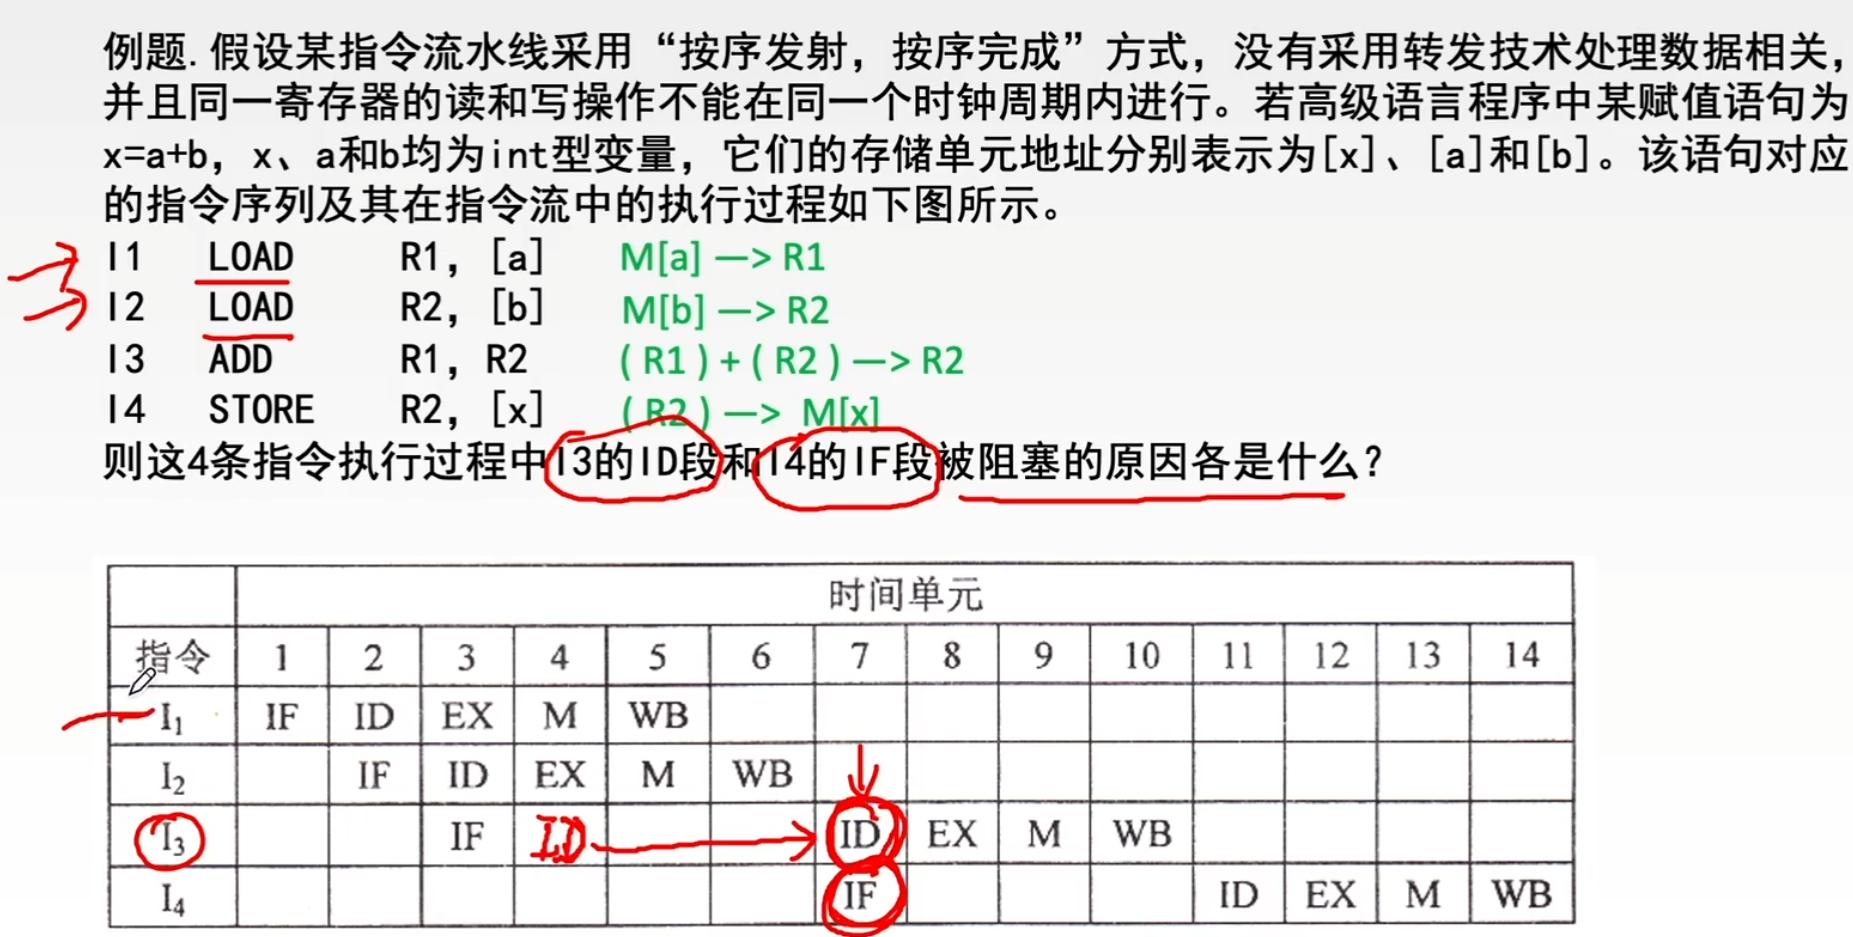 例题. 假设某指令流水线采用“按序发射，按序完成”方式，没有采用转发技术处理数据相关，
并且同一寄存器的读和写操作不能在同一个时钟周期内进行。若高级语言程序中某赋值语句为
x=a+b，x、a和b均为int型变量，它们的存储单元地址分别表示为[x]、[a]和[b]。该语句对应
的指令序列及其在指令流中的执行过程如下图所示。
I1 LOAD R1，[a] M[a] —> R1
I2 LOAD R2，[b] M[b] —> R2
I3 ADD R1，R2 ( R1 ) + ( R2 ) —> R2
I4 STORE R2，[x] ( R2 ) —> M[x]
则这4条指令执行过程中I3的ID段和I4的IF段被阻塞的原因各是什么？
时间单元
指令 1 2 3 4 5 6 7 8 9 10 11 12 13 14
I₁ IF ID EX M WB
I₂ IF ID EX M WB
I₃ IF ID ID EX M WB
I₄ IF ID EX M WB